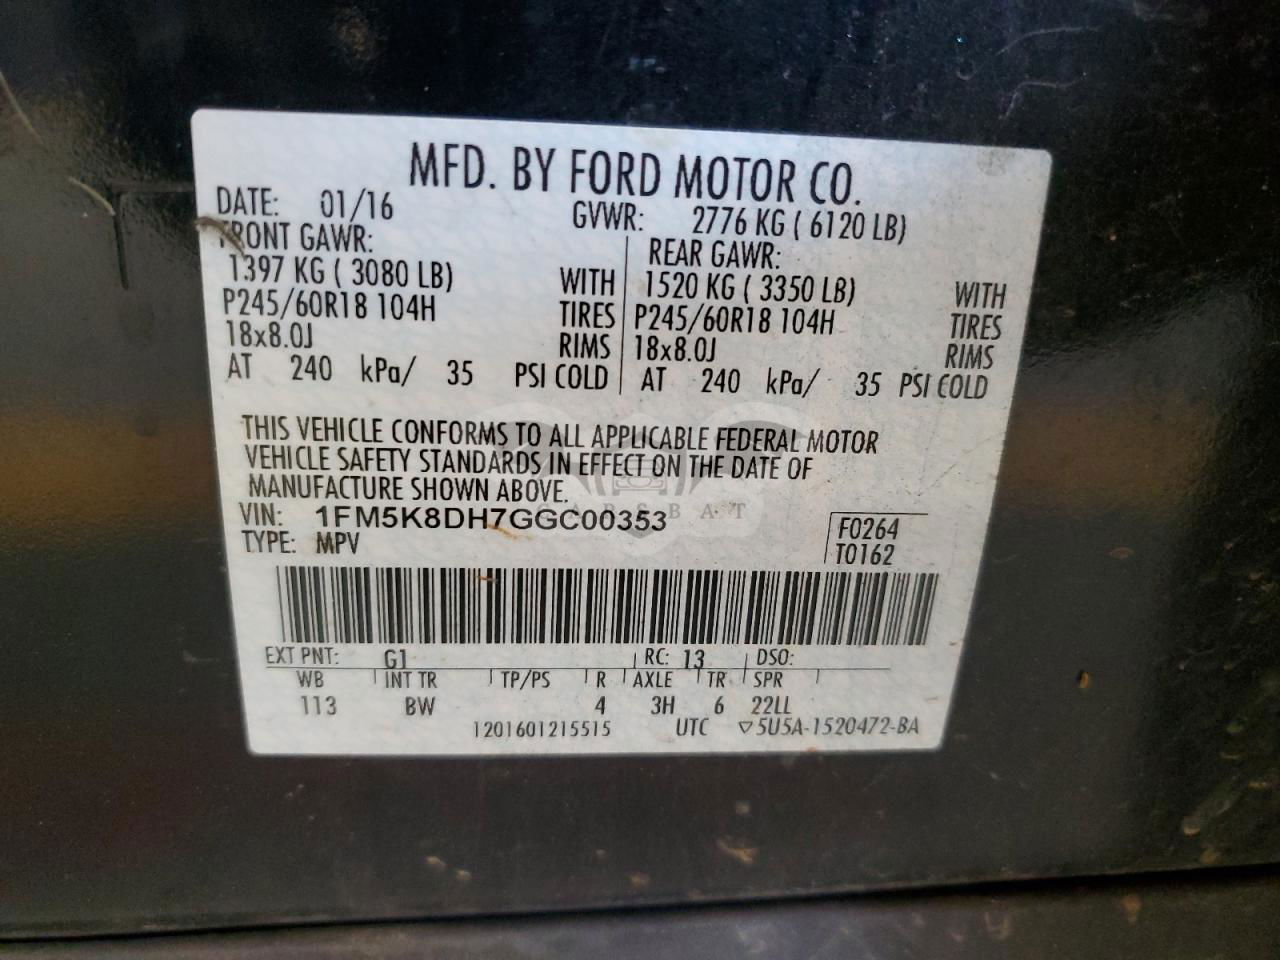 MFD. BY FORD MOTOR CO.
DATE: 01/16 GVWR: 2776 KG ( 6120 LB)
FRONT GAWR: REAR GAWR:
1397 KG ( 3080 LB) WITH 1520 KG ( 3350 LB) WITH
P245/60R18 104H TIRES P245/60R18 104H TIRES
18x8.0J RIMS 18x8.0J RIMS
AT 240 kPa/ 35 PSI COLD AT 240 kPa/ 35 PSI COLD
THIS VEHICLE CONFORMS TO ALL APPLICABLE FEDERAL MOTOR
VEHICLE SAFETY STANDARDS IN EFFECT ON THE DATE OF
MANUFACTURE SHOWN ABOVE.
CARSBAT
VIN: 1FM5K8DH7GGC00353
TYPE: MPV
F0264
T0162
EXT PNT: G1 RC: 13 DSO:
WB INT TR TP/PS R AXLE TR SPR
113 BW 4 3H 6 22LL
1201601215515 UTC ▽5U5A-1520472-BA